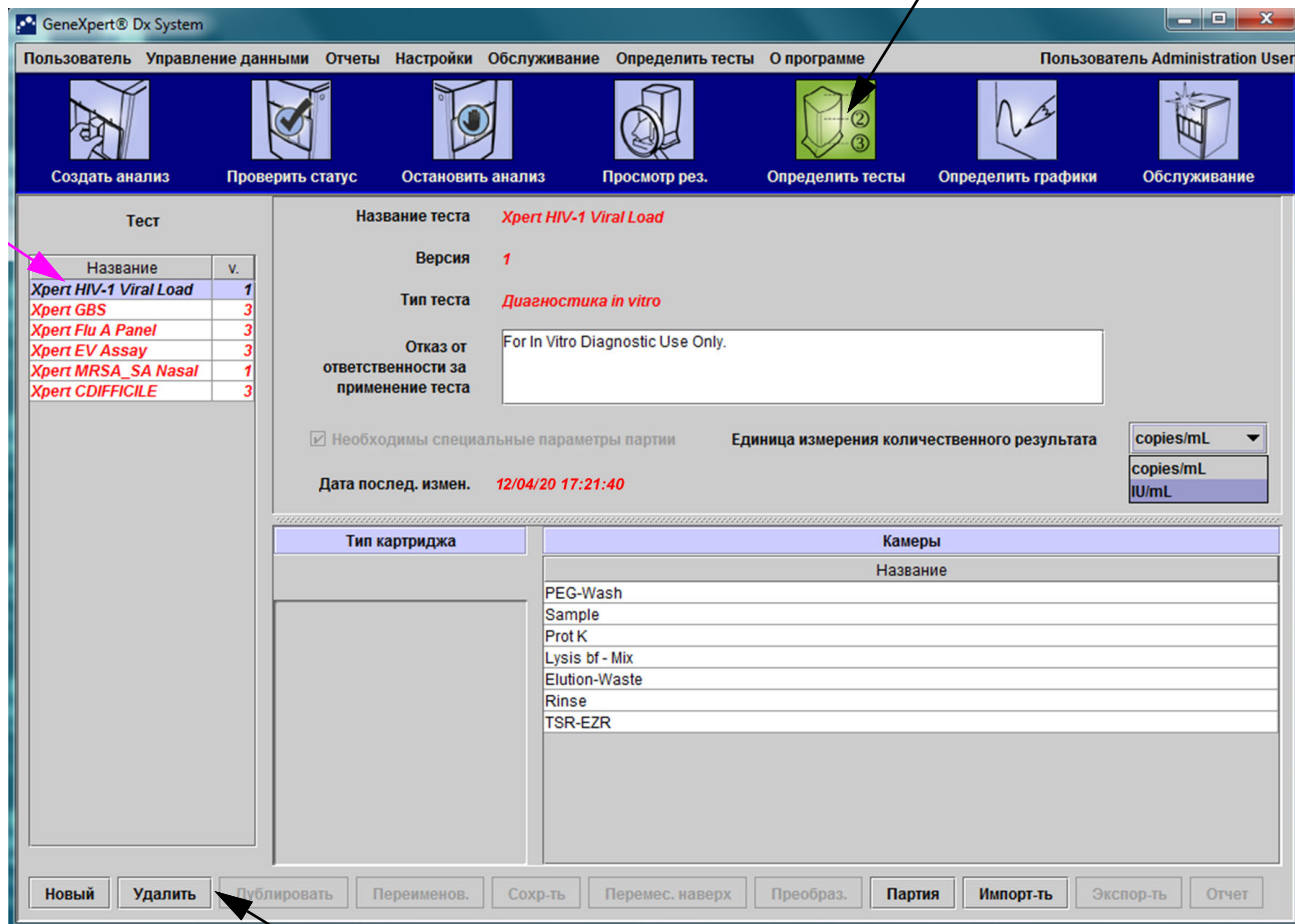 GeneXpert® Dx System
Пользователь Управление данными Отчеты Настройки Обслуживание Определить тесты О программе Пользователь Administration User
②
③
Создать анализ Проверить статус Остановить анализ Просмотр рез. Определить тесты Определить графики Обслуживание
Тест
Название v.
Xpert HIV-1 Viral Load 1
Xpert GBS 3
Xpert Flu A Panel 3
Xpert EV Assay 3
Xpert MRSA_SA Nasal 1
Xpert CDIFFICILE 3
Название теста Xpert HIV-1 Viral Load
Версия 1
Тип теста Диагностика in vitro
Отказ от
ответственности за
применение теста
For In Vitro Diagnostic Use Only.
Необходимы специальные параметры партии Единица измерения количественного результата copies/mL
copies/mL
IU/mL
Дата послед. измен. 12/04/20 17:21:40
Тип картриджа Камеры
Название
PEG-Wash
Sample
Prot K
Lysis bf - Mix
Elution-Waste
Rinse
TSR-EZR
Новый Удалить Публировать Переименов. Сохр-ть Перемес. наверх Преобраз. Партия Импорт-ть Экспор-ть Отчет